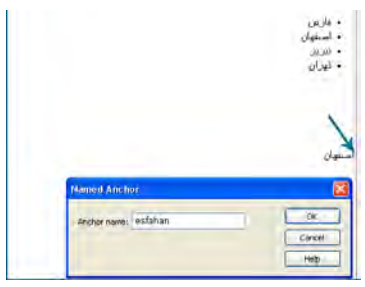 • فارس
• اصفهان
• تبریز
• تهران
اصفهان
Named Anchor
Anchor name: esfahan
OK
Cancel
Help